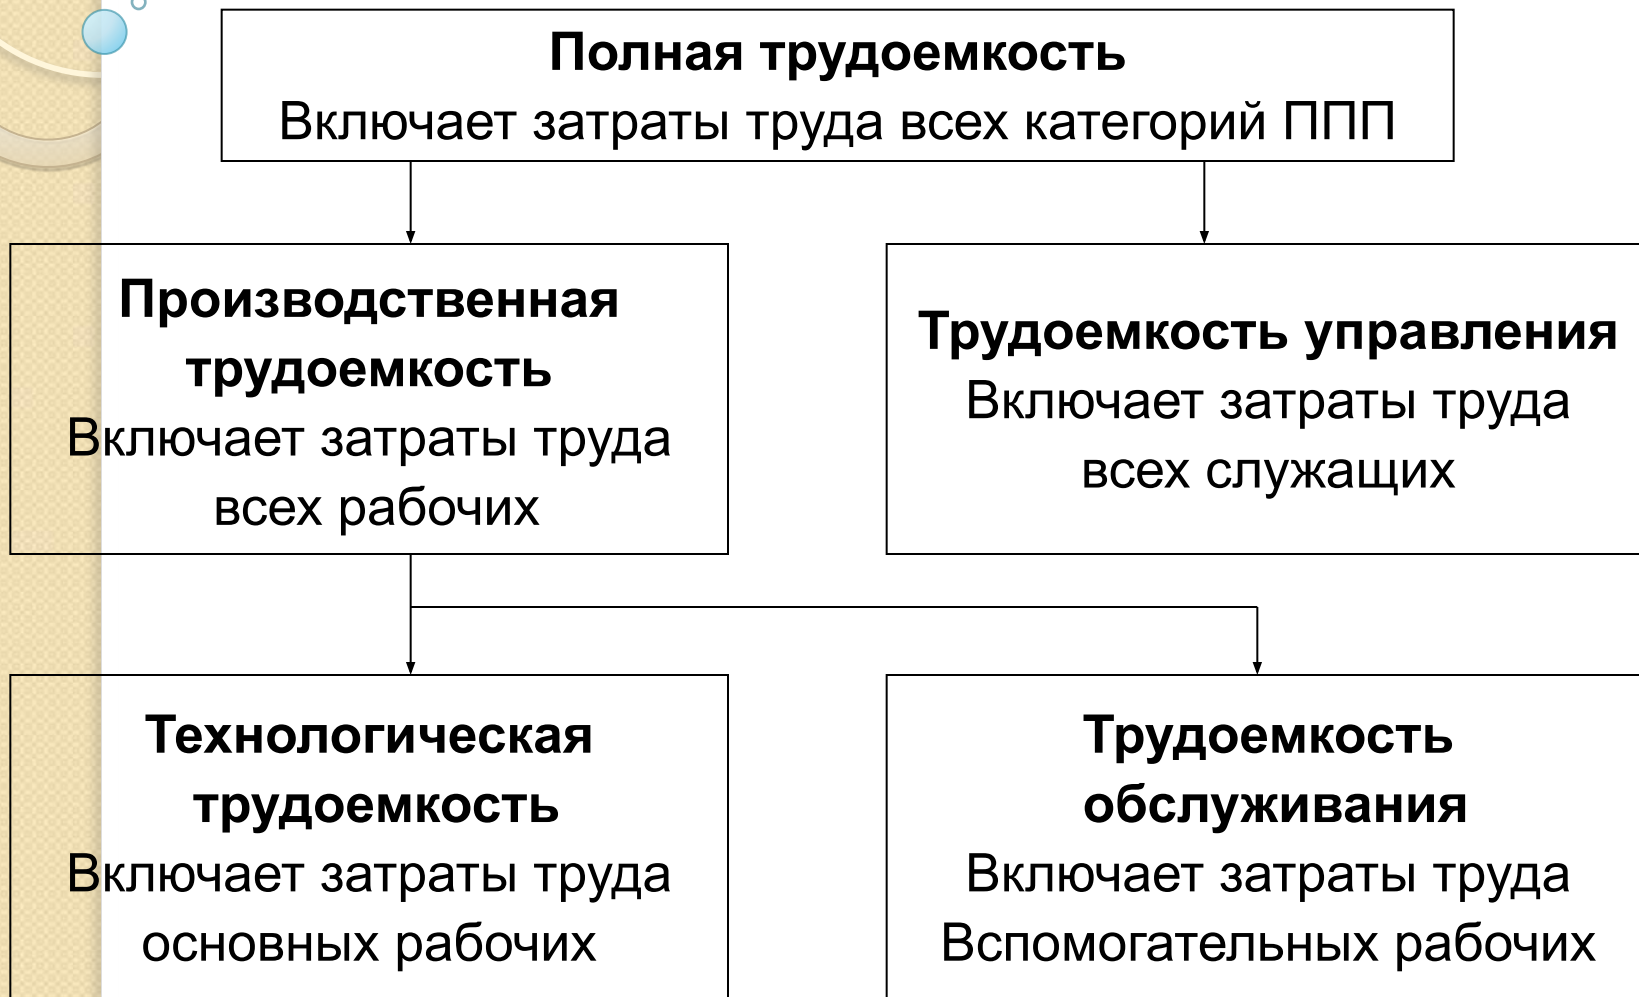 Полная трудоемкость
Включает затраты труда всех категорий ППП
Производственная
трудоемкость
Включает затраты труда
всех рабочих
Трудоемкость управления
Включает затраты труда
всех служащих
Технологическая
трудоемкость
Включает затраты труда
основных рабочих
Трудоемкость
обслуживания
Включает затраты труда
Вспомогательных рабочих